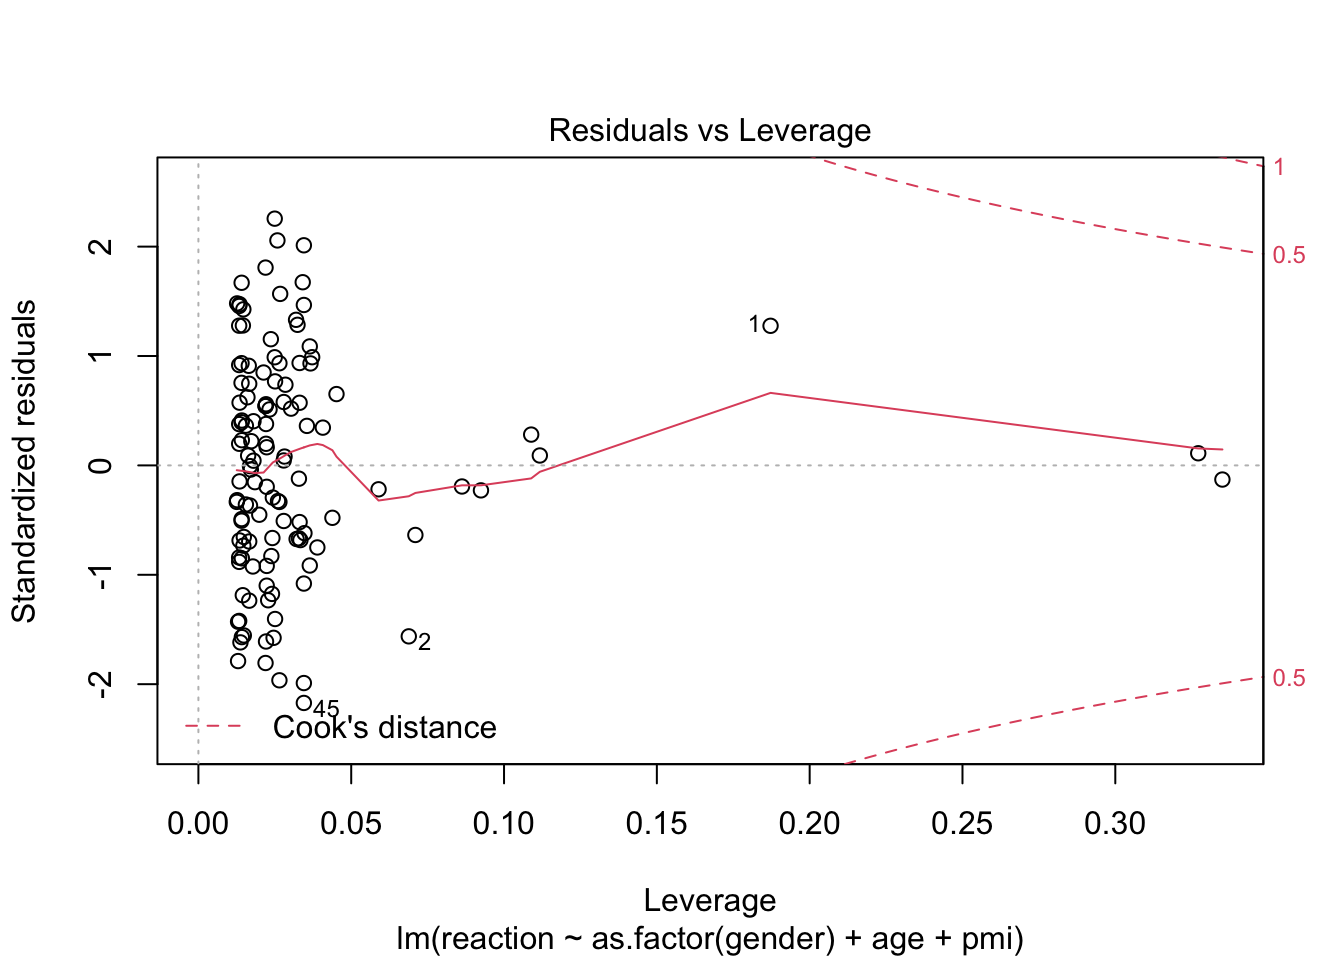 Residuals vs Leverage
Standardized residuals
2
1
0
-1
-2
1
0.5
0.5
1
2
45
Cook's distance
0.00 0.05 0.10 0.15 0.20 0.25 0.30
Leverage
lm(reaction ~ as.factor(gender) + age + pmi)